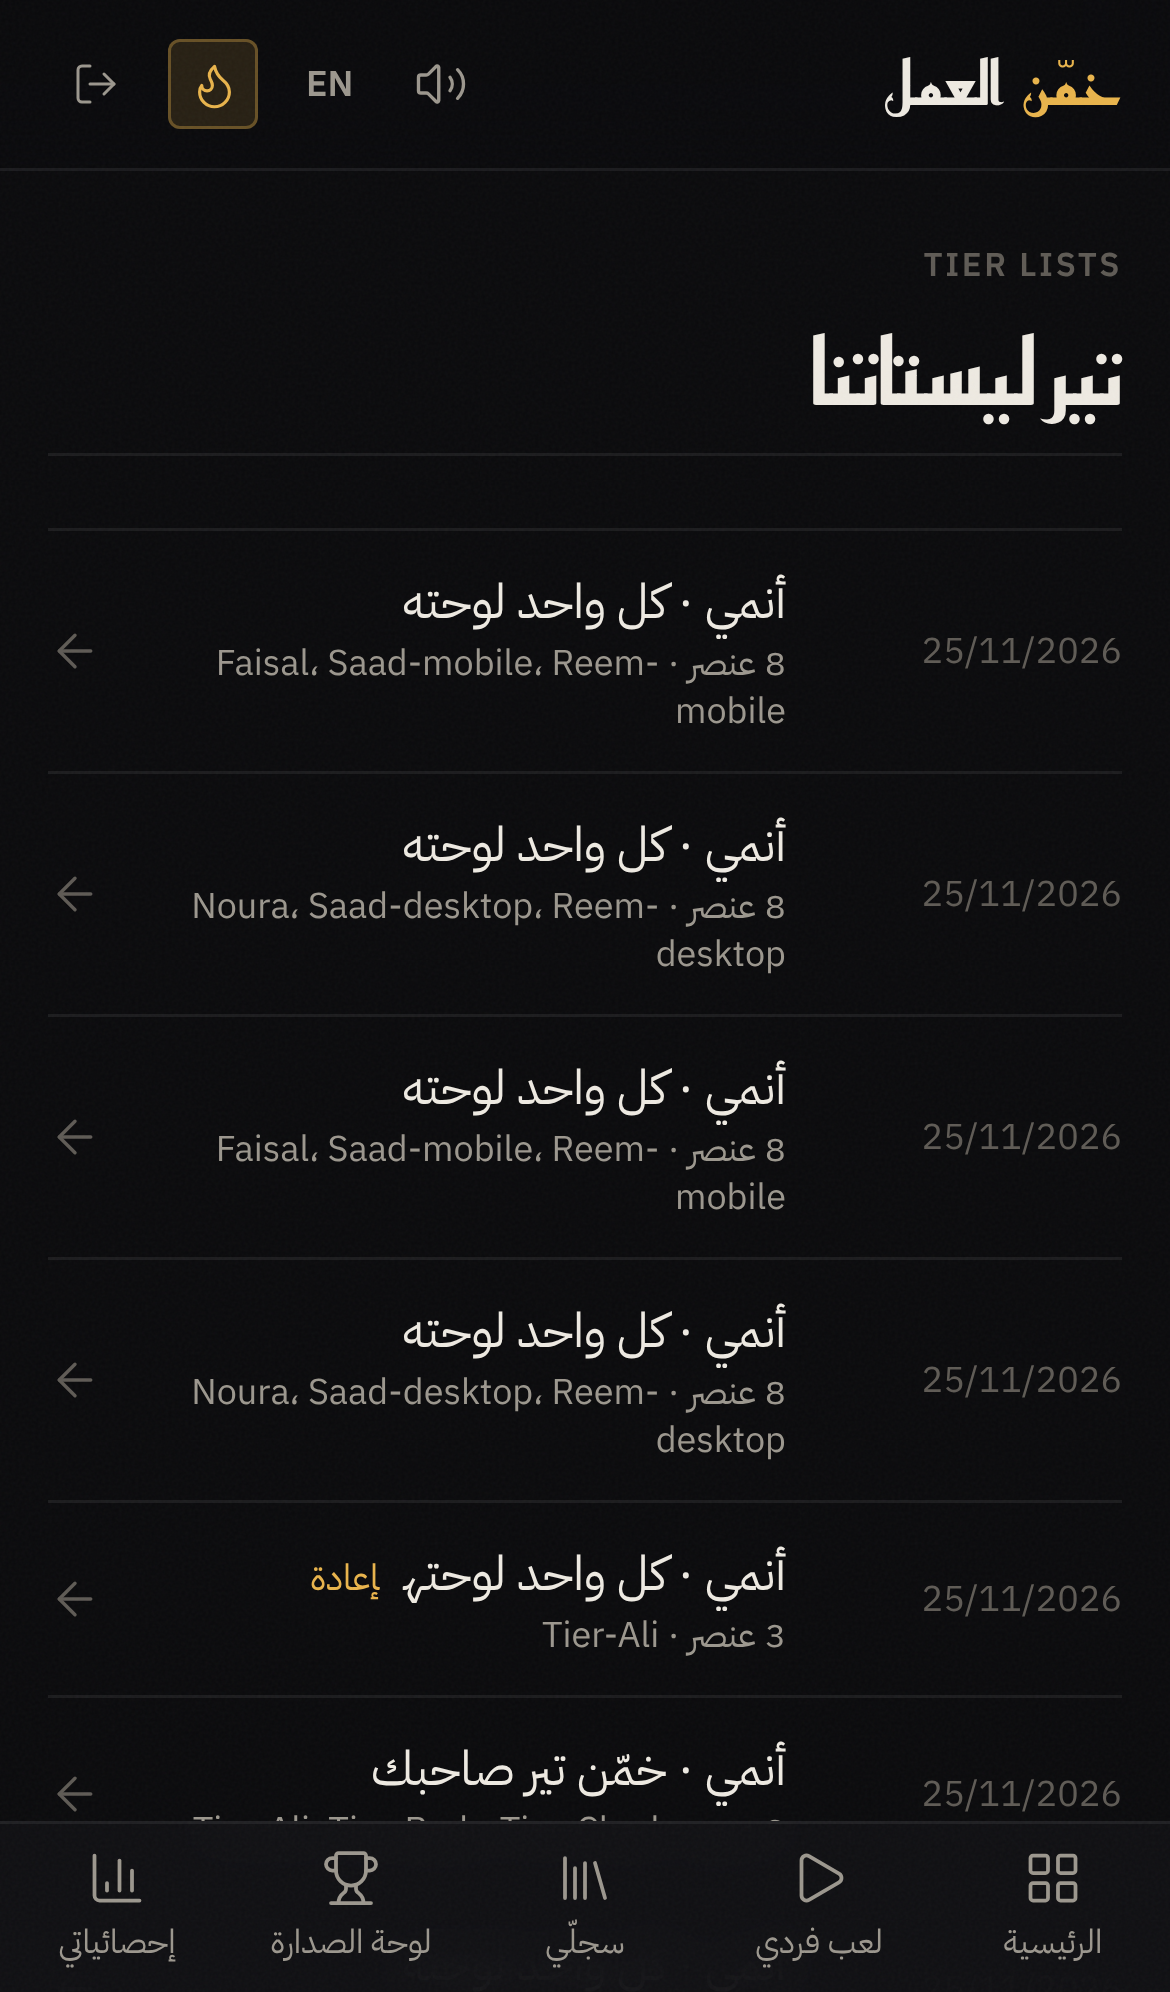 خمّن العمل
EN
TIER LISTS
تير ليستاتنا
25/11/2026
أنمي · كل واحد لوحته
8 عنصر · Faisal، Saad-mobile، Reem-
mobile
25/11/2026
أنمي · كل واحد لوحته
8 عنصر · Noura، Saad-desktop، Reem-
desktop
25/11/2026
أنمي · كل واحد لوحته
8 عنصر · Faisal، Saad-mobile، Reem-
mobile
25/11/2026
أنمي · كل واحد لوحته
8 عنصر · Noura، Saad-desktop، Reem-
desktop
25/11/2026
أنمي · كل واحد لوحته إعادة
3 عنصر · Tier-Ali
25/11/2026
أنمي · خمّن تير صاحبك
الرئيسية
لعب فردي
سجلّي
لوحة الصدارة
إحصائياتي